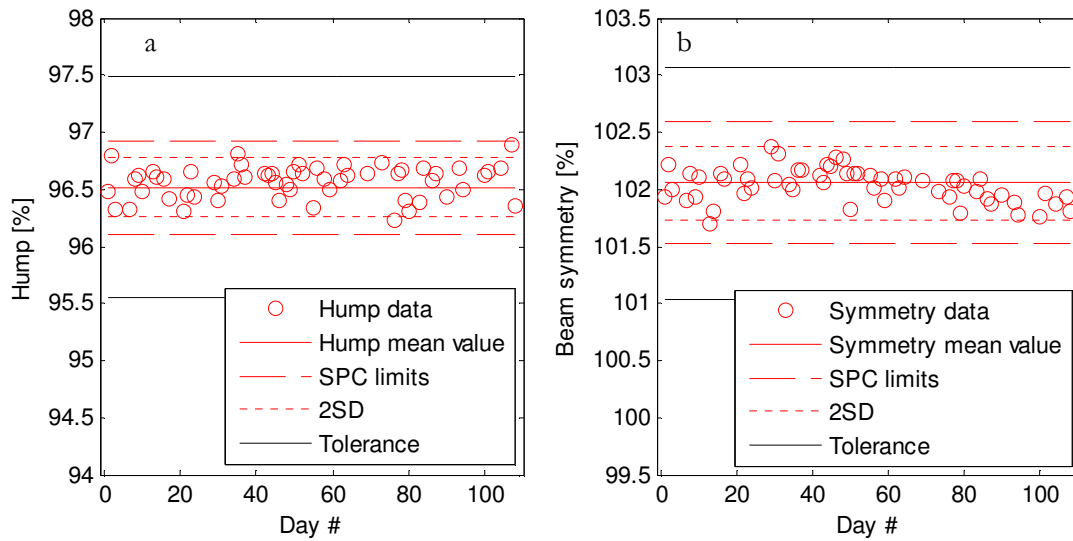 a
98
97.5
97
96.5
96
95.5
95
94.5
94
Hump [%]
0 20 40 60 80 100
Day #
Hump data
Hump mean value
SPC limits
2SD
Tolerance
b
103.5
103
102.5
102
101.5
101
100.5
100
99.5
Beam symmetry [%]
0 20 40 60 80 100
Day #
Symmetry data
Symmetry mean value
SPC limits
2SD
Tolerance